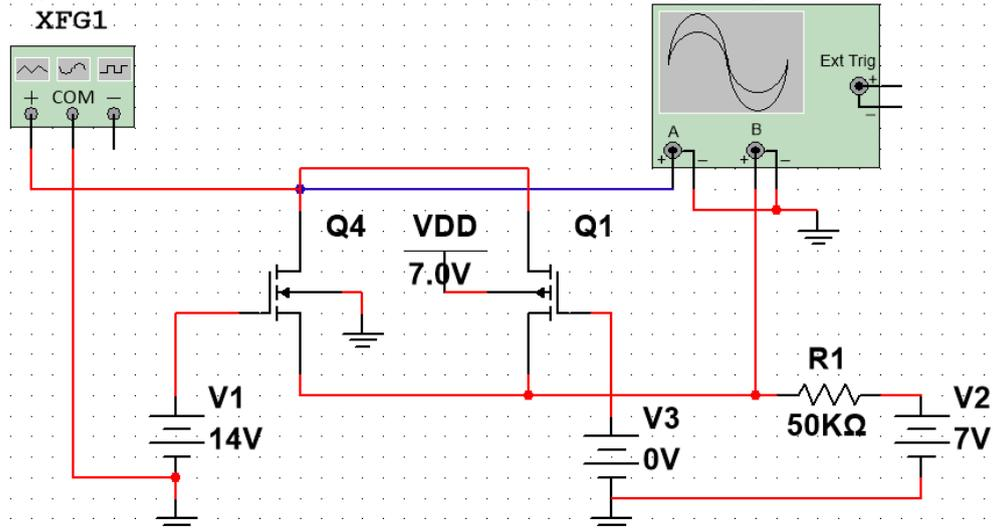 XFG1
+ COM −
Ext Trig
+
−
A
B
+ − + −
Q4
VDD
7.0V
Q1
V1
14V
R1
50KΩ
V3
0V
V2
7V